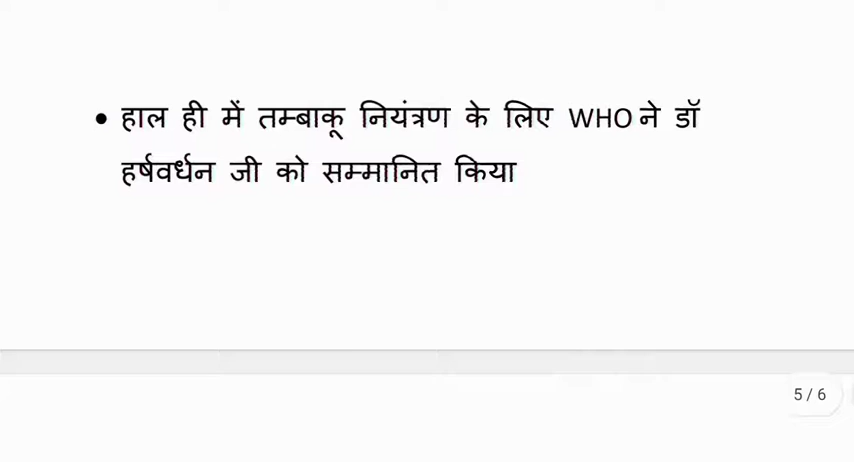 • हाल ही में तम्बाकू नियंत्रण के लिए WHO ने डॉ
हर्षवर्धन जी को सम्मानित किया
5 / 6